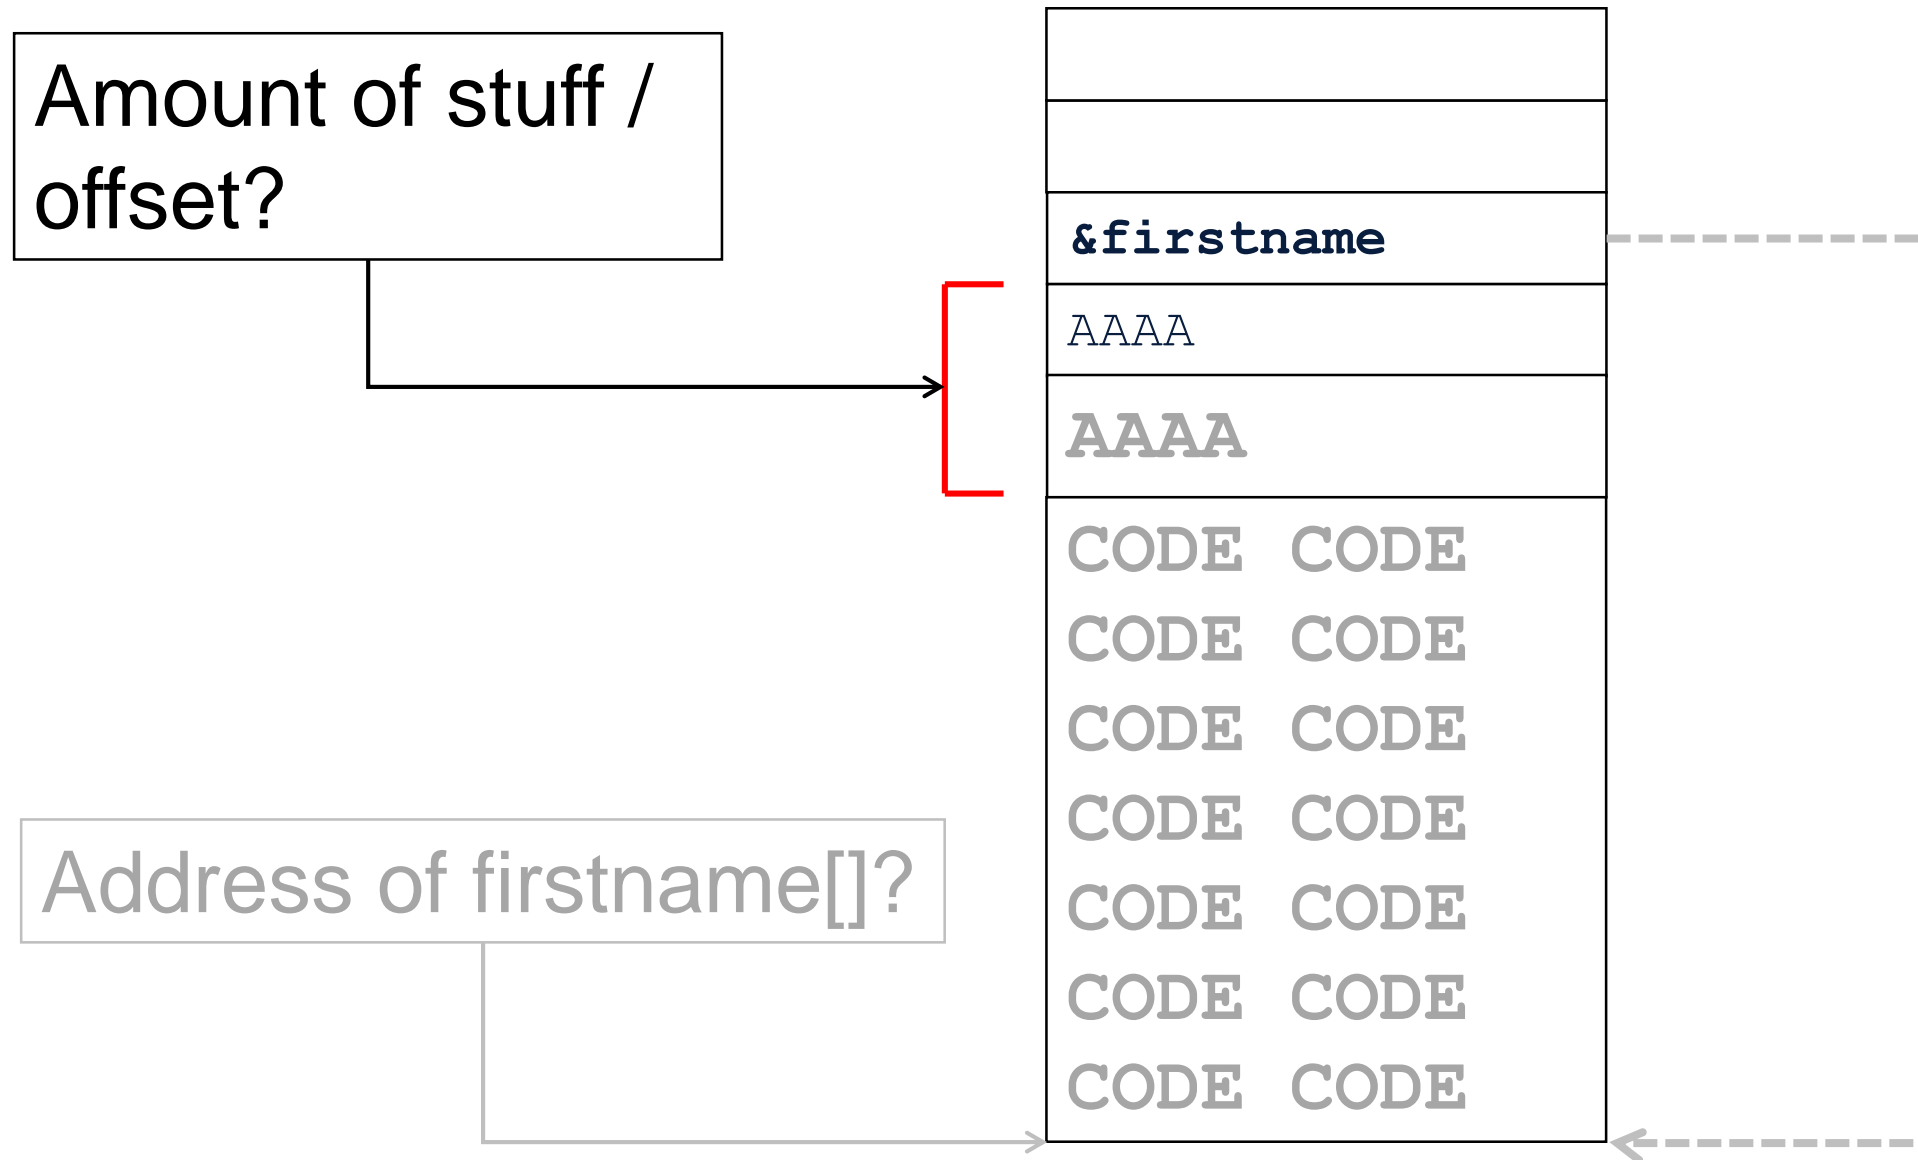 Amount of stuff /
offset?
&firstname
AAAA
AAAA
CODE CODE
CODE CODE
CODE CODE
CODE CODE
CODE CODE
CODE CODE
CODE CODE
Address of firstname[]?